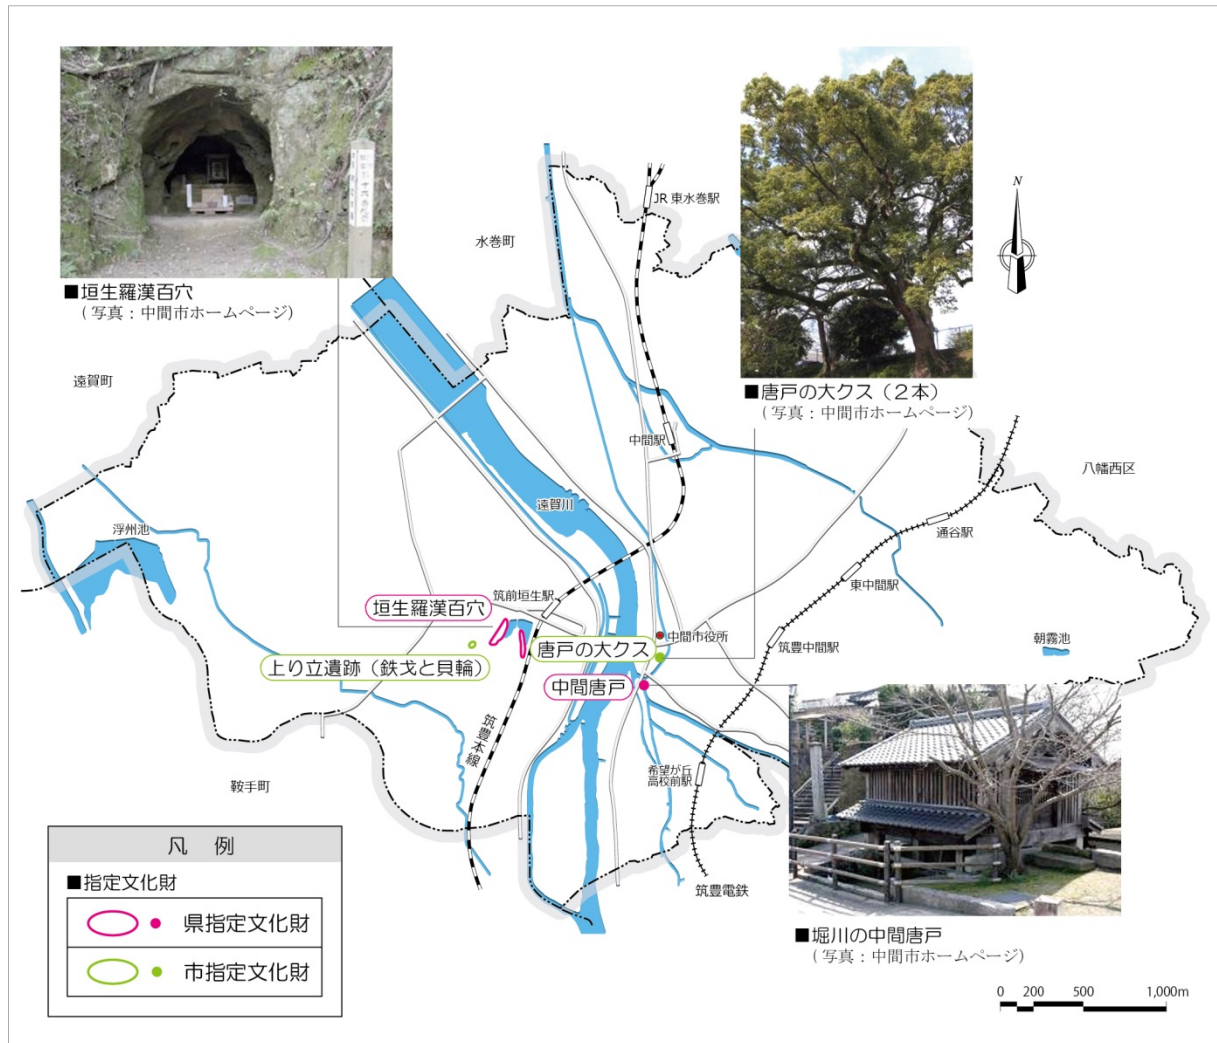 ■垣生羅漢百穴
(写真：中間市ホームページ)
■唐戸の大クス（２本）
(写真：中間市ホームページ)
N
JR 東水巻駅
水巻町
遠賀町
中間駅
八幡西区
遠賀川
通谷駅
浮州池
東中間駅
筑前垣生駅
垣生羅漢百穴
中間市役所
唐戸の大クス
筑豊中間駅
朝霧池
上り立遺跡（鉄戈と貝輪）
中間唐戸
筑豊本線
希望が丘
高校前駅
鞍手町
筑豊電鉄
凡 例
■指定文化財
県指定文化財
市指定文化財
■堀川の中間唐戸
(写真：中間市ホームページ)
0 200 500 1,000m